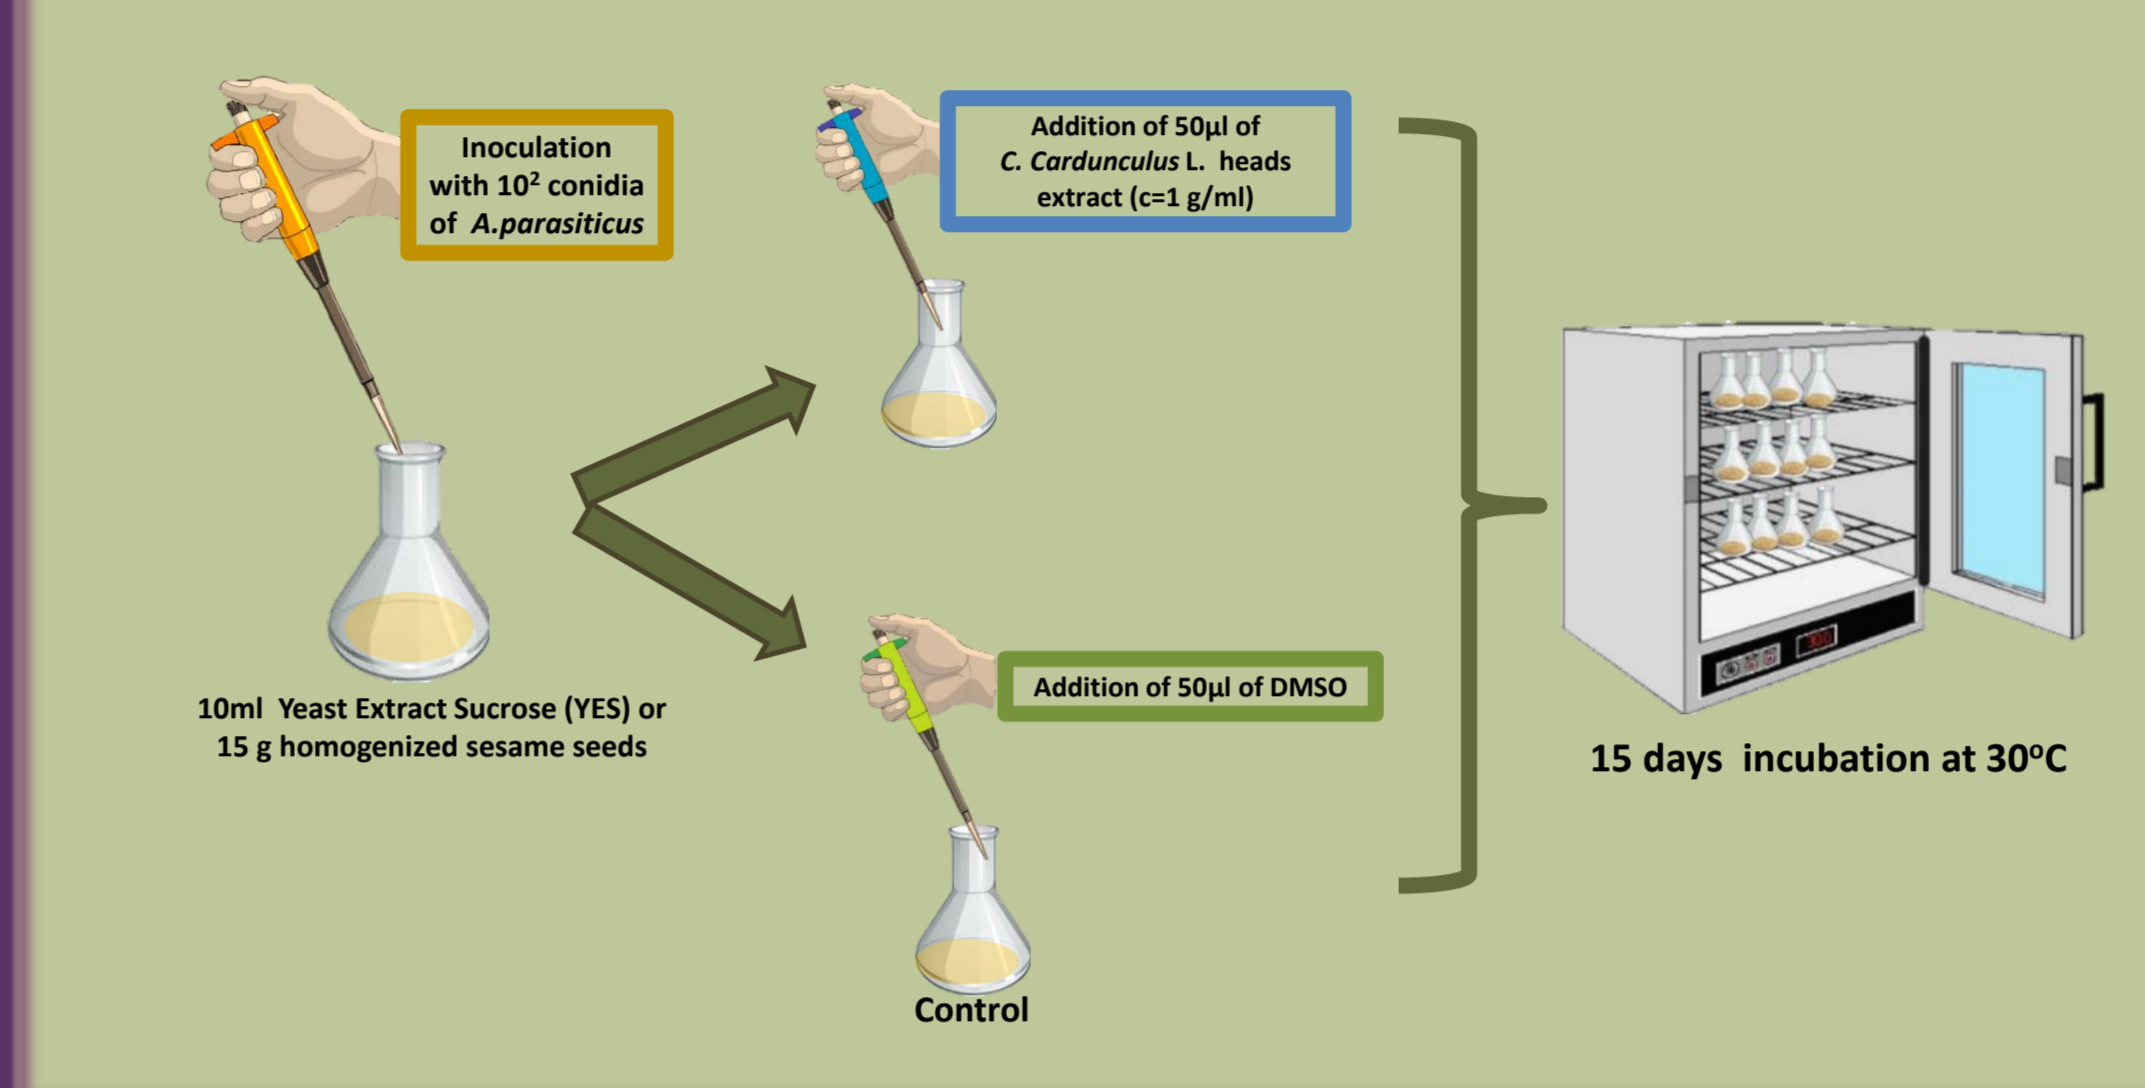 Inoculation
with 10² conidia
of A.parasiticus
10ml Yeast Extract Sucrose (YES) or
15 g homogenized sesame seeds
Addition of 50μl of
C. Cardunculus L. heads
extract (c=1 g/ml)
Addition of 50μl of DMSO
Control
15 days incubation at 30ºC